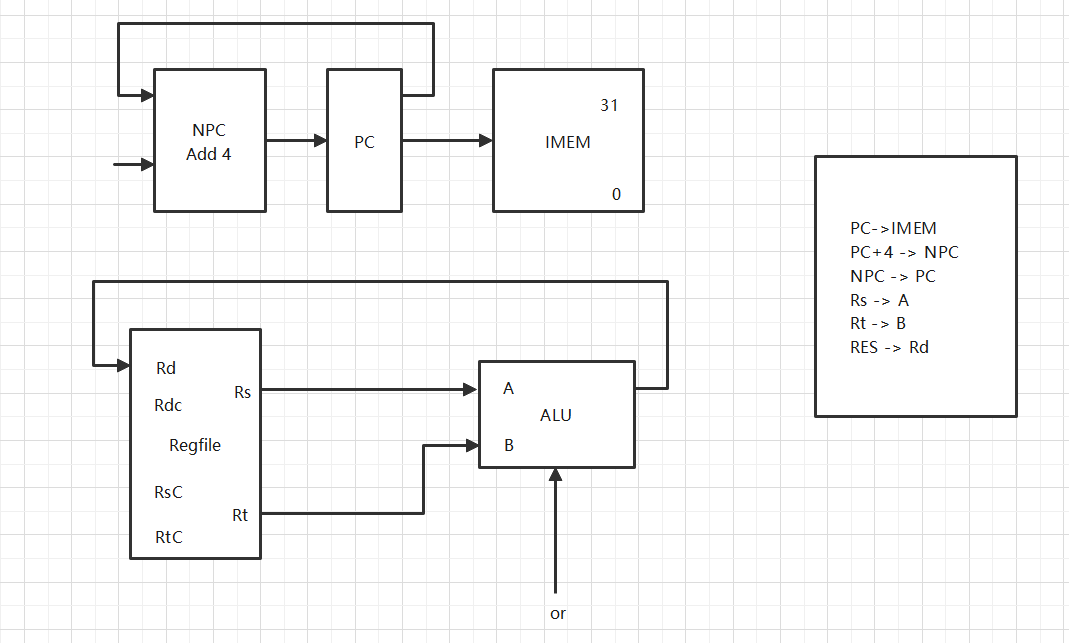 NPC
Add 4
PC
31
IMEM
0
PC->IMEM
PC+4 -> NPC
NPC -> PC
Rs -> A
Rt -> B
RES -> Rd
Rd
Rs
Rdc
Regfile
RsC
Rt
RtC
A
ALU
B
or